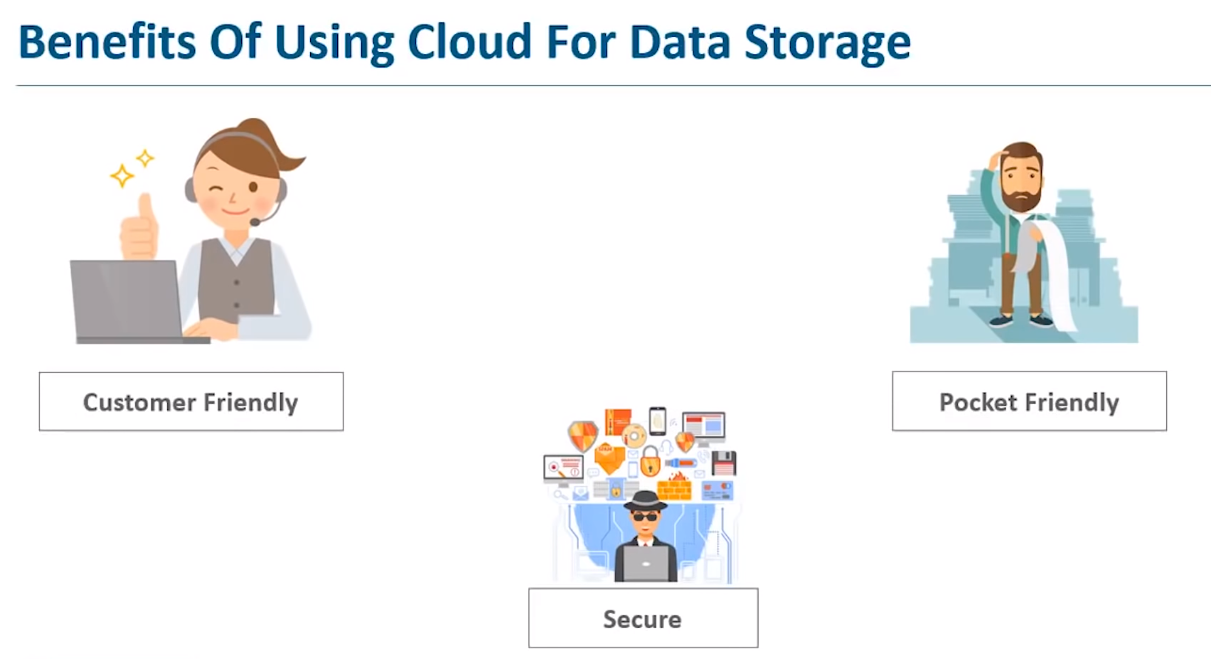 Benefits Of Using Cloud For Data Storage
Customer Friendly
Pocket Friendly
Secure